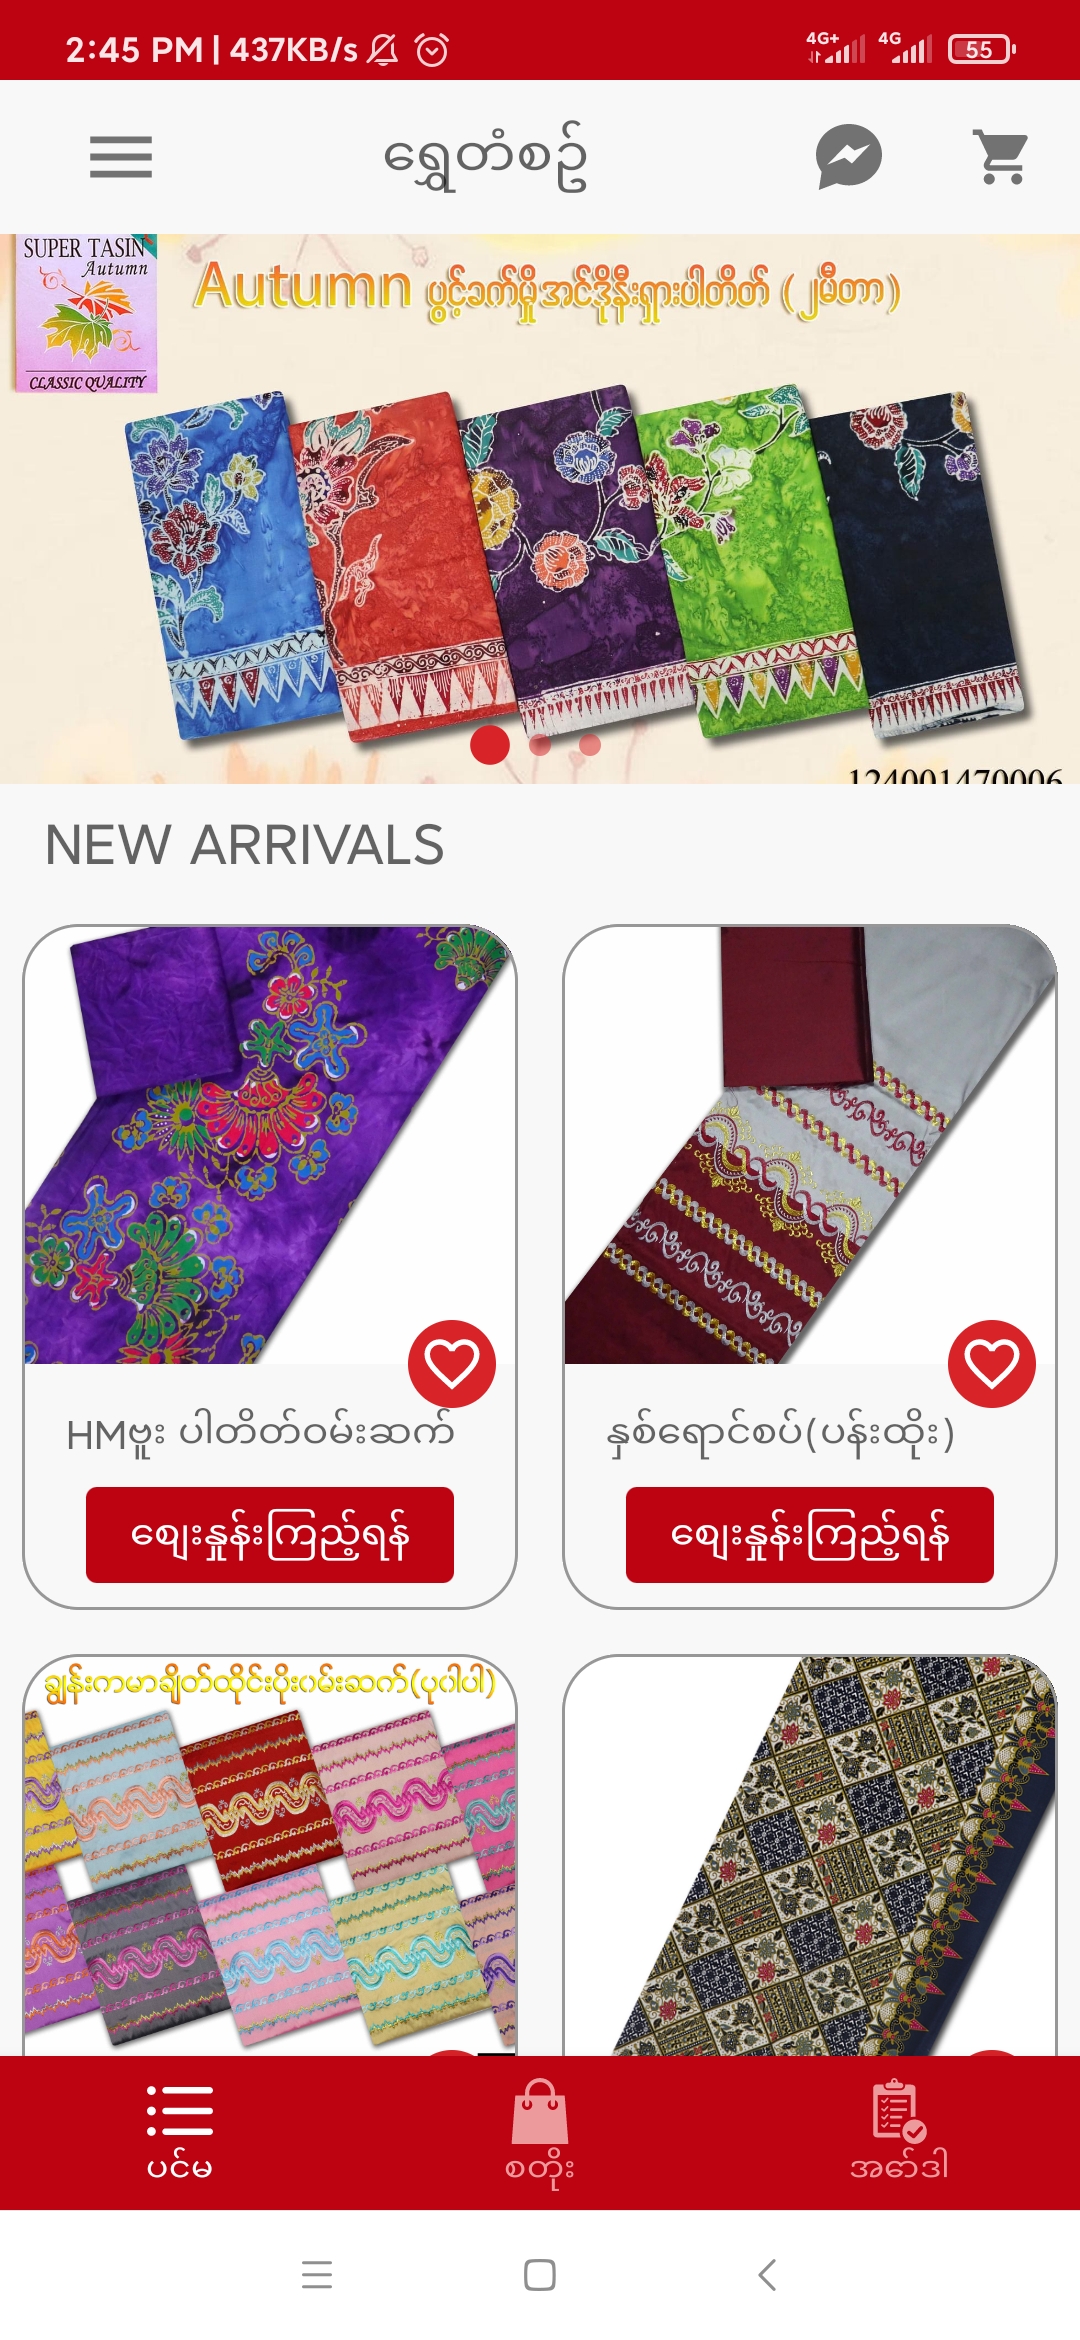 2:45 PM | 437KB/s
4G+ 4G 55
ရွှေတံစဉ်
SUPER TASIN
Autumn
CLASSIC QUALITY
Autumn ပွင့်ခက်မှို့အင်ဒိုနီးရှားပါတိတ် (၂မီတာ)
124001470006
NEW ARRIVALS
HMဗူး ပါတိတ်ဝမ်းဆက်
နှစ်ရောင်စပ်(ပန်းထိုး)
ဈေးနှုန်းကြည့်ရန်
ဈေးနှုန်းကြည့်ရန်
ချွန်းကမာချိတ်ထိုင်းပိုးဝမ်းဆက်(ပုဝါပါ)
ပင်မ
စတိုး
အော်ဒါ